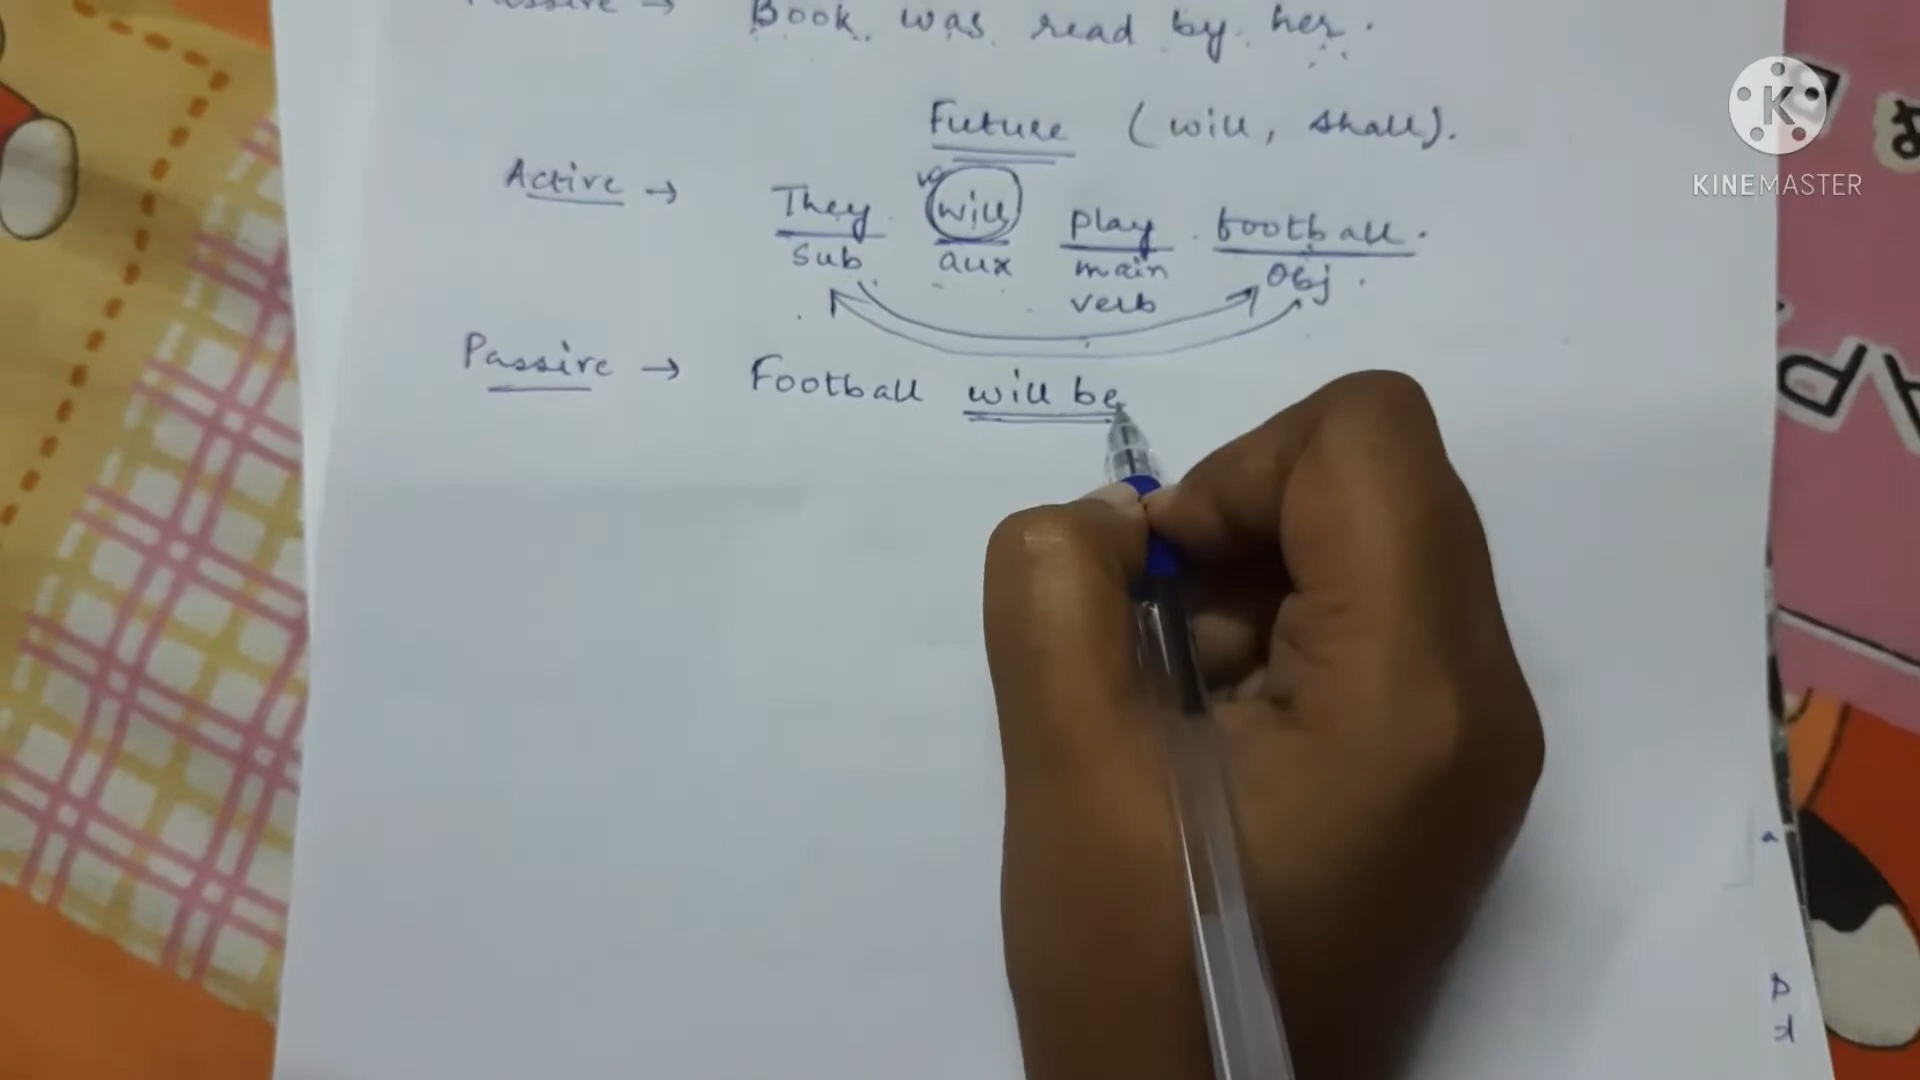 Passive → Book was read by her.
Future (will, shall).
Active → They will play football.
sub aux main verb Obj.
Passive → Football will be
KINEMASTER